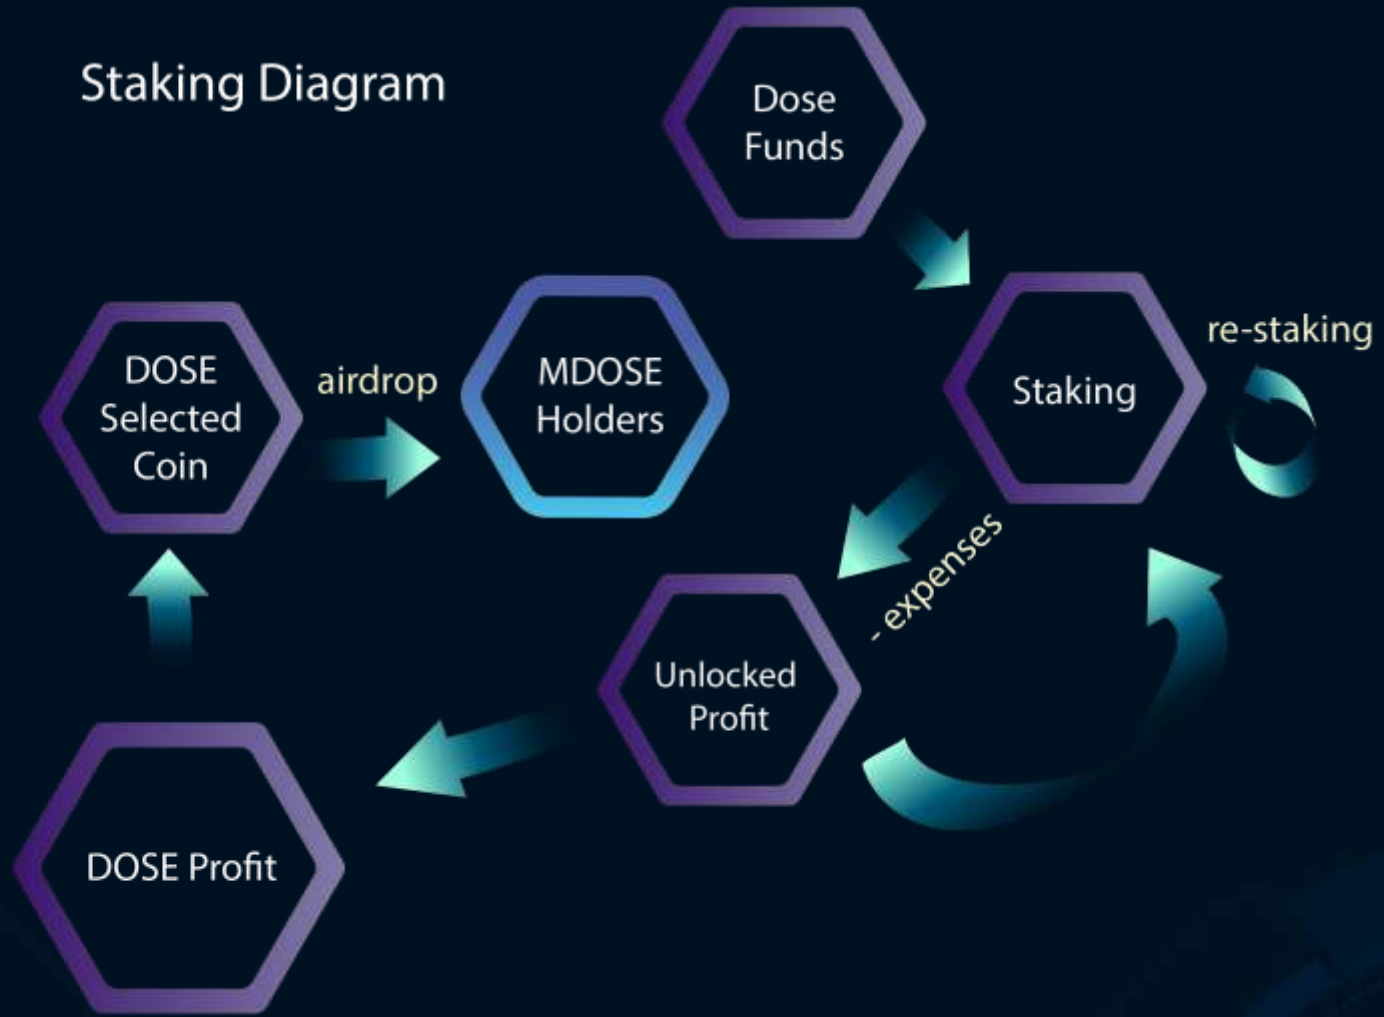 Staking Diagram
Dose
Funds
DOSE
Selected
Coin
airdrop
MDOSE
Holders
Staking
re-staking
- expenses
Unlocked
Profit
DOSE Profit